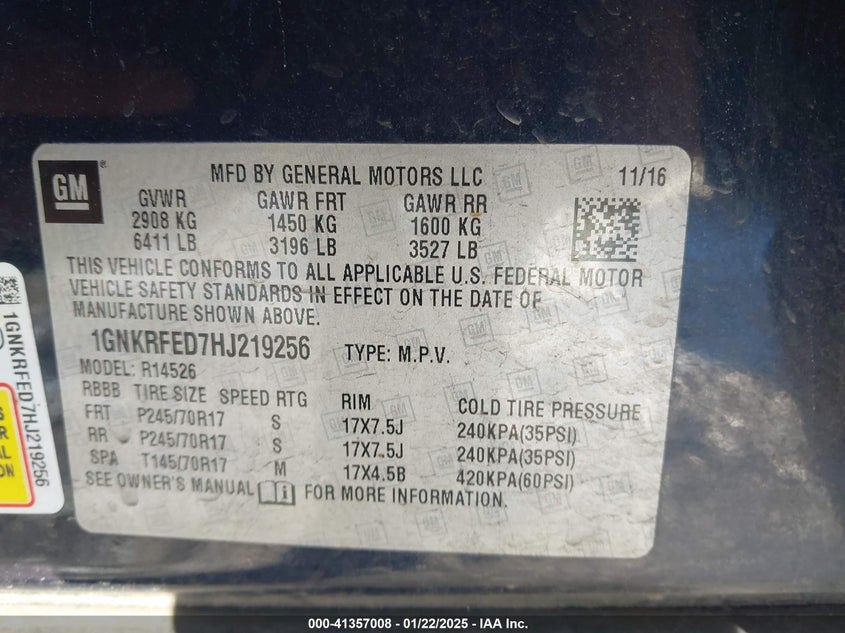 GM
MFD BY GENERAL MOTORS LLC 11/16
GVWR GAWR FRT GAWR RR
2908 KG 1450 KG 1600 KG
6411 LB 3196 LB 3527 LB
THIS VEHICLE CONFORMS TO ALL APPLICABLE U.S. FEDERAL MOTOR
VEHICLE SAFETY STANDARDS IN EFFECT ON THE DATE OF
MANUFACTURE SHOWN ABOVE.
1GNKRFED7HJ219256 TYPE: M.P.V.
MODEL: R14526
RBBB TIRE SIZE SPEED RTG RIM COLD TIRE PRESSURE
FRT P245/70R17 S 17X7.5J 240KPA(35PSI)
RR P245/70R17 S 17X7.5J 240KPA(35PSI)
SPA T145/70R17 M 17X4.5B 420KPA(60PSI)
SEE OWNER'S MANUAL FOR MORE INFORMATION.
1GNKRFED7HJ219256
000-41357008 - 01/22/2025 - IAA Inc.